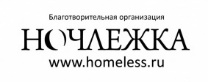 Благотворительная организация
НОЧЛЕЖКА
www.homeless.ru